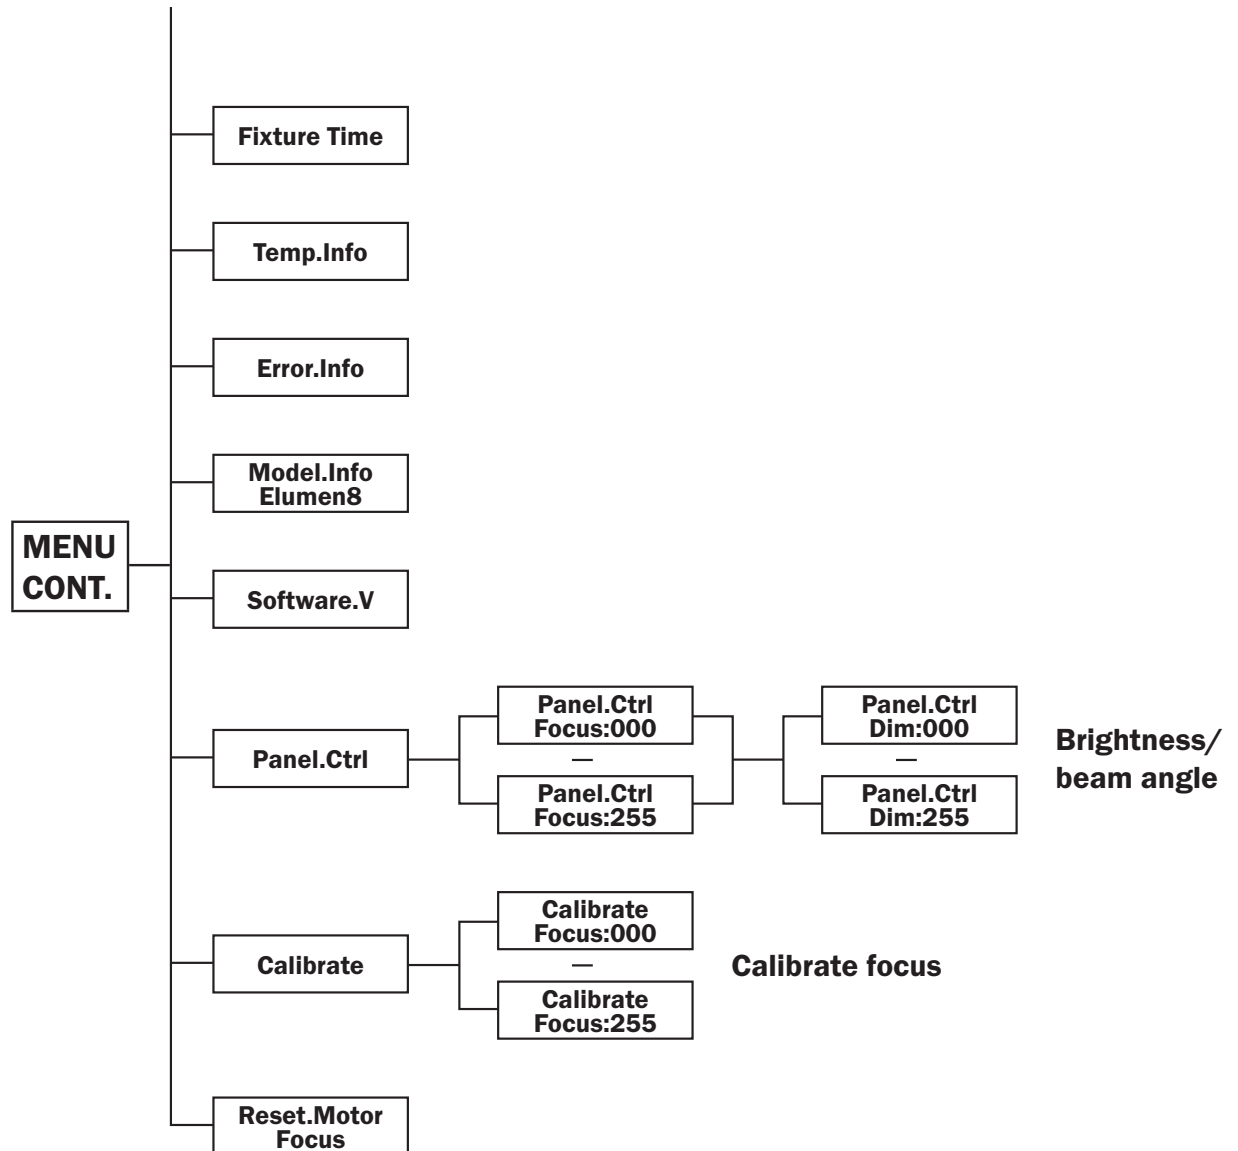 Fixture Time
Temp.Info
Error.Info
Model.Info
Elumen8
MENU
CONT.
Software.V
Panel.Ctrl
Panel.Ctrl
Focus:000
—
Panel.Ctrl
Focus:255
Panel.Ctrl
Dim:000
—
Panel.Ctrl
Dim:255
Brightness/
beam angle
Calibrate
Calibrate
Focus:000
—
Calibrate
Focus:255
Calibrate focus
Reset.Motor
Focus